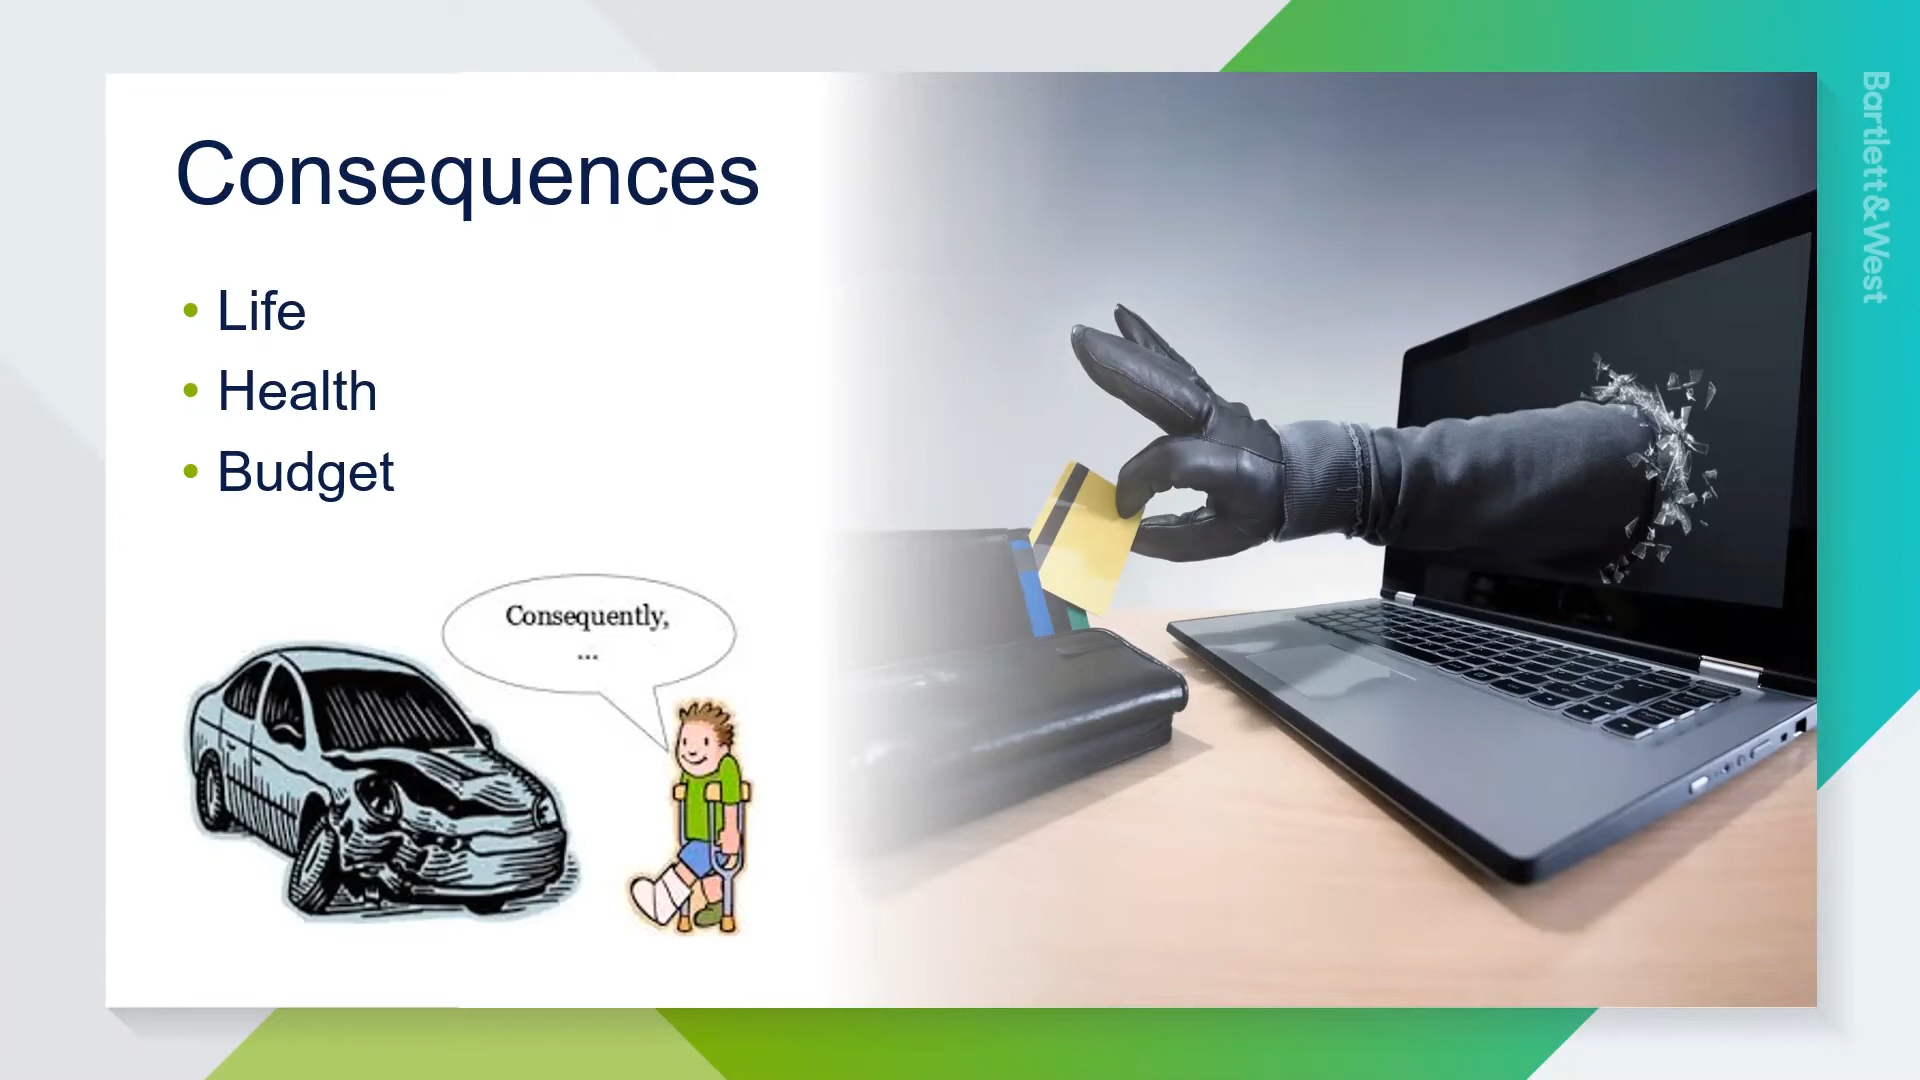 Consequences
• Life
• Health
• Budget
Consequently,
...
Bartlett&West